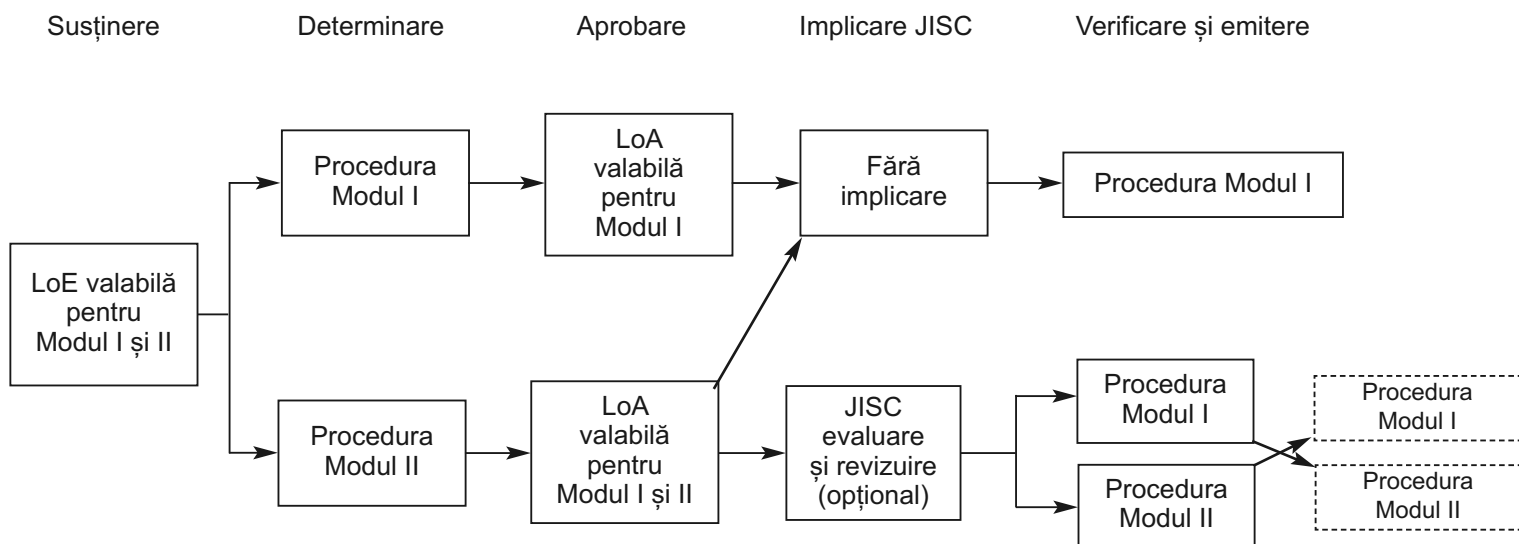 Susținere
Determinare
Aprobare
Implicare JISC
Verificare și emitere
LoE valabilă
pentru
Modul I și II
Procedura
Modul I
LoA
valabilă
pentru
Modul I
Fără
implicare
Procedura Modul I
Procedura
Modul II
LoA
valabilă
pentru
Modul I și II
JISC
evaluare
și revizuire
(opțional)
Procedura
Modul I
Procedura
Modul II
Procedura
Modul I
Procedura
Modul II